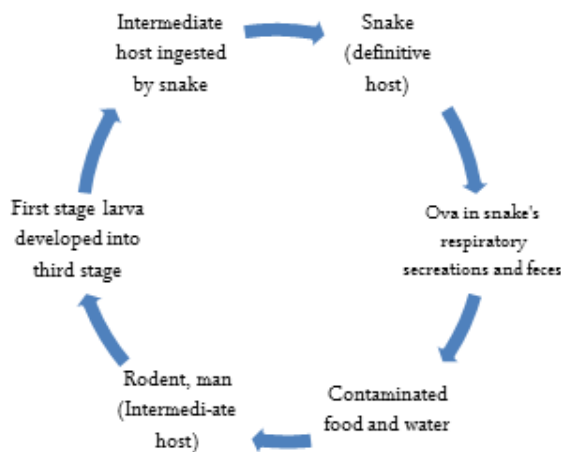 Intermediate
host ingested
by snake
Snake
(definitive
host)
Ova in snake's
respiratory
secreations and feces
Contaminated
food and water
Rodent, man
(Intermedi-ate
host)
First stage larva
developed into
third stage